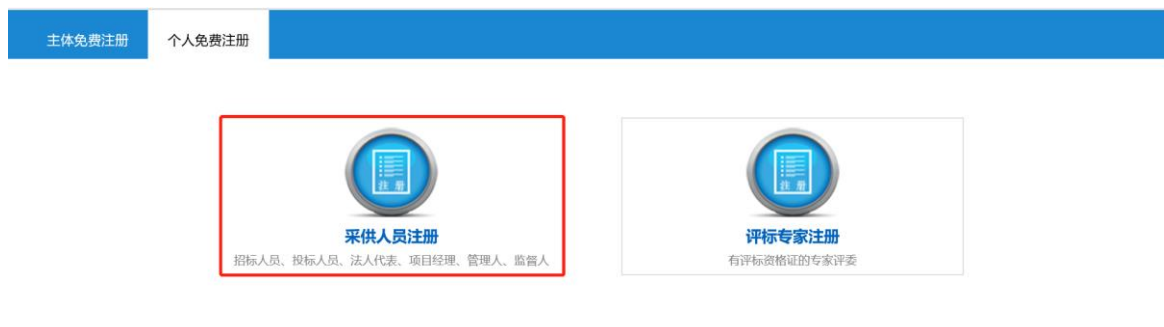 主体免费注册 个人免费注册
注 册 注 册
采供人员注册 评标专家注册
招标人员、投标人员、法人代表、项目经理、管理人、监督人 有评标资格证的专家评委